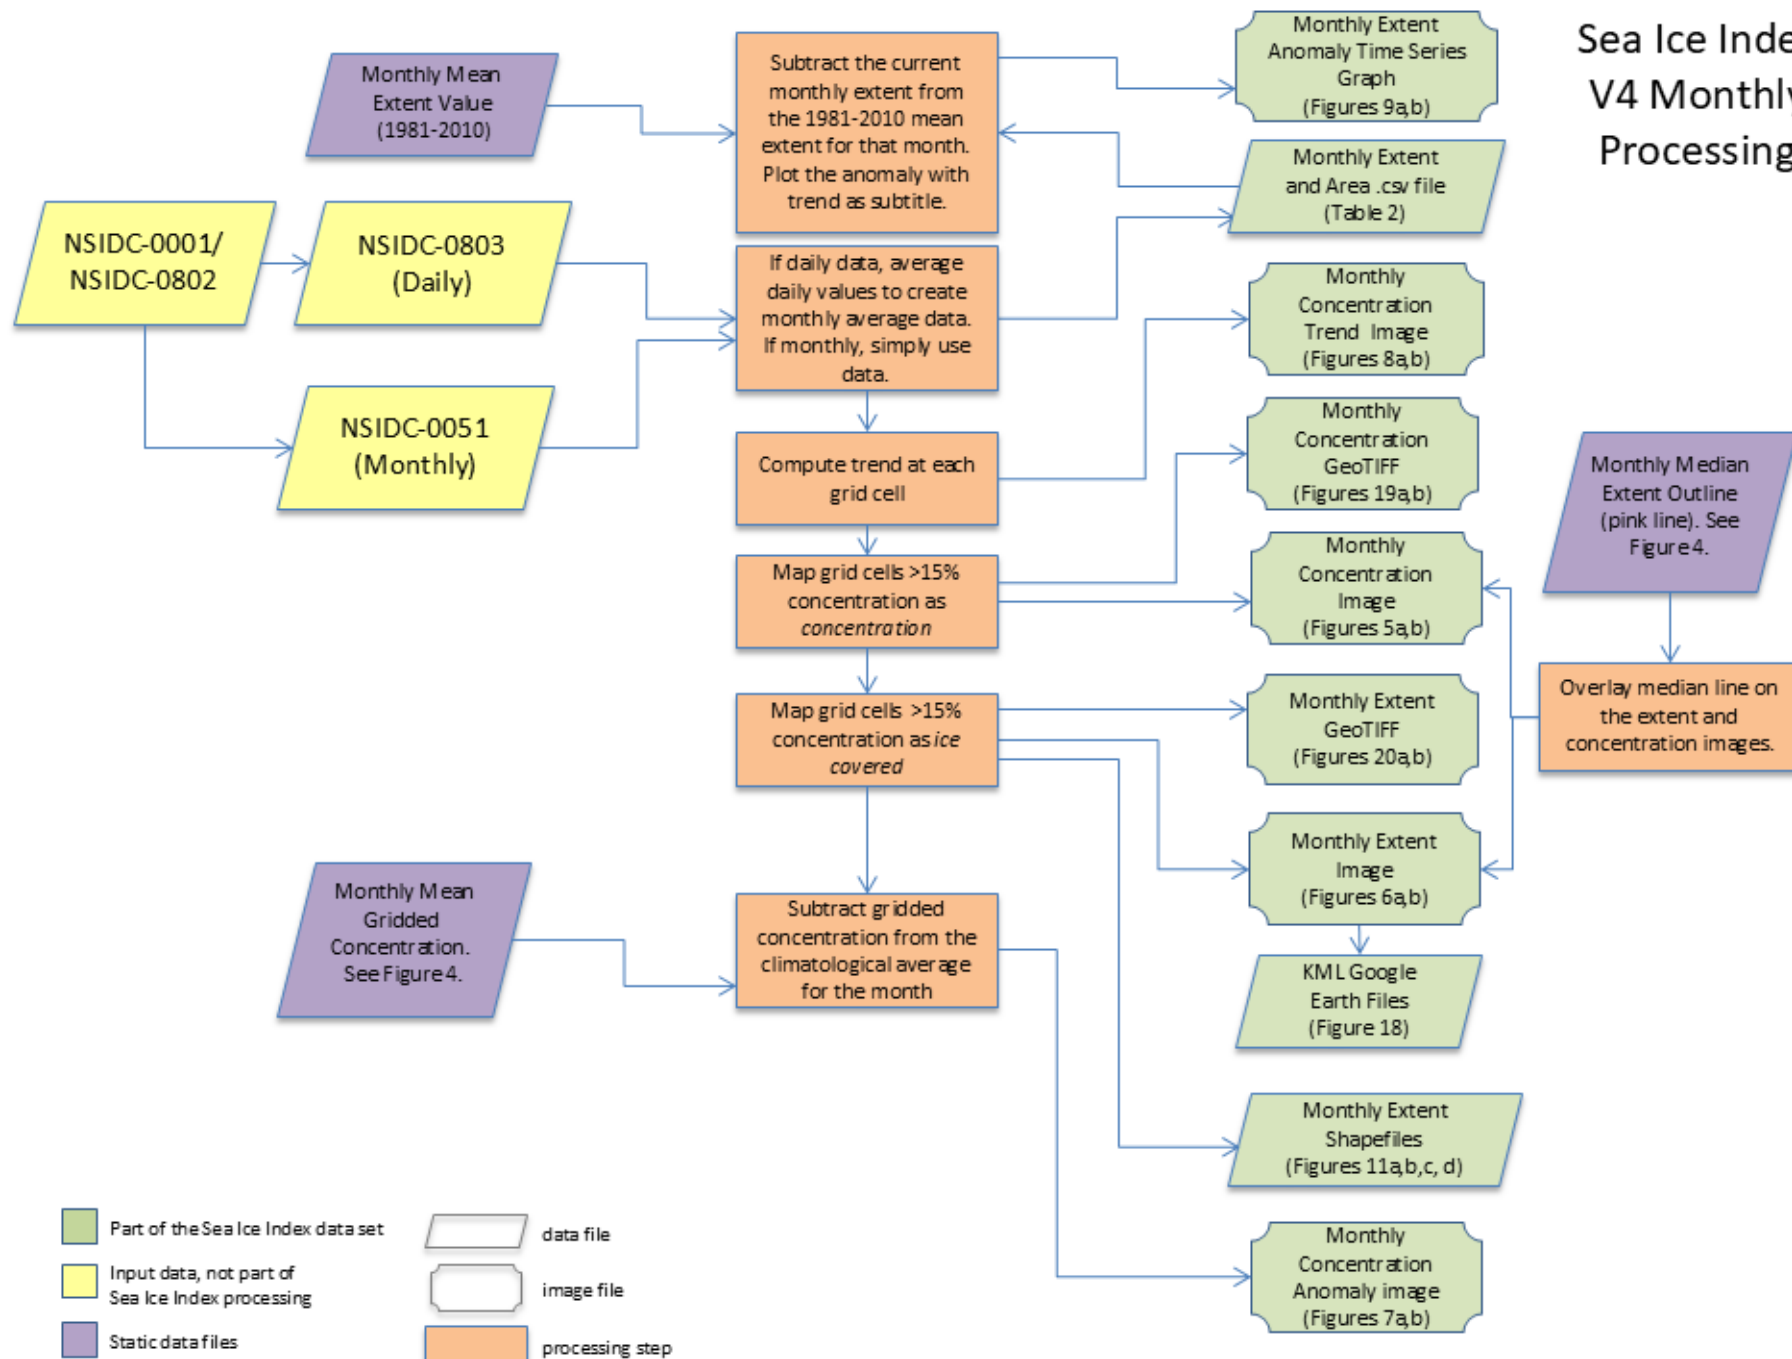 Sea Ice Inde
V4 Monthly
Processing
Monthly Mean
Extent Value
(1981-2010)
Subtract the current
monthly extent from
the 1981-2010 mean
extent for that month.
Plot the anomaly with
trend as subtitle.
Monthly Extent
Anomaly Time Series
Graph
(Figures 9a,b)
Monthly Extent
and Area .csv file
(Table 2)
NSIDC-0001/
NSIDC-0802
NSIDC-0803
(Daily)
If daily data, average
daily values to create
monthly average data.
If monthly, simply use
data.
Monthly
Concentration
Trend Image
(Figures 8a,b)
NSIDC-0051
(Monthly)
Compute trend at each
grid cell
Monthly
Concentration
GeoTIFF
(Figures 19a,b)
Monthly Median
Extent Outline
(pink line). See
Figure 4.
Map grid cells >15%
concentration as
concentration
Monthly
Concentration
Image
(Figures 5a,b)
Map grid cells >15%
concentration as ice
covered
Monthly Extent
GeoTIFF
(Figures 20a,b)
Overlay median line on
the extent and
concentration images.
Monthly Extent
Image
(Figures 6a,b)
Monthly Mean
Gridded
Concentration.
See Figure 4.
Subtract gridded
concentration from the
climatological average
for the month
KML Google
Earth Files
(Figure 18)
Monthly Extent
Shapefiles
(Figures 11a,b,c, d)
Monthly
Concentration
Anomaly image
(Figures 7a,b)
Part of the Sea Ice Index data set
Input data, not part of
Sea Ice Index processing
Static data files
data file
image file
processing step